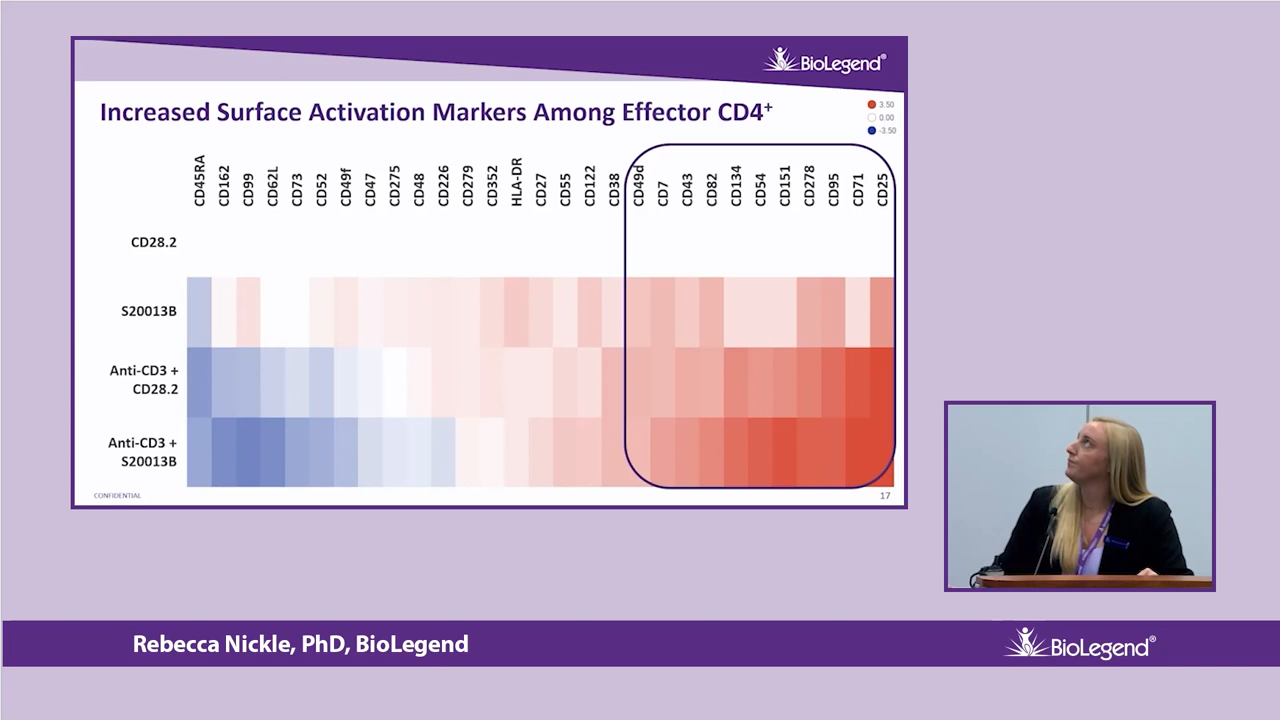 BioLegend®
Increased Surface Activation Markers Among Effector CD4+
3.50
0.00
-3.50
CD45RA
CD162
CD99
CD62L
CD73
CD52
CD49f
CD47
CD275
CD48
CD226
CD279
CD352
HLA-DR
CD27
CD55
CD122
CD38
CD49d
CD7
CD43
CD82
CD134
CD54
CD151
CD278
CD95
CD71
CD25
CD28.2
S20013B
Anti-CD3 +
CD28.2
Anti-CD3 +
S20013B
CONFIDENTIAL
17
Rebecca Nickle, PhD, BioLegend
BioLegend®